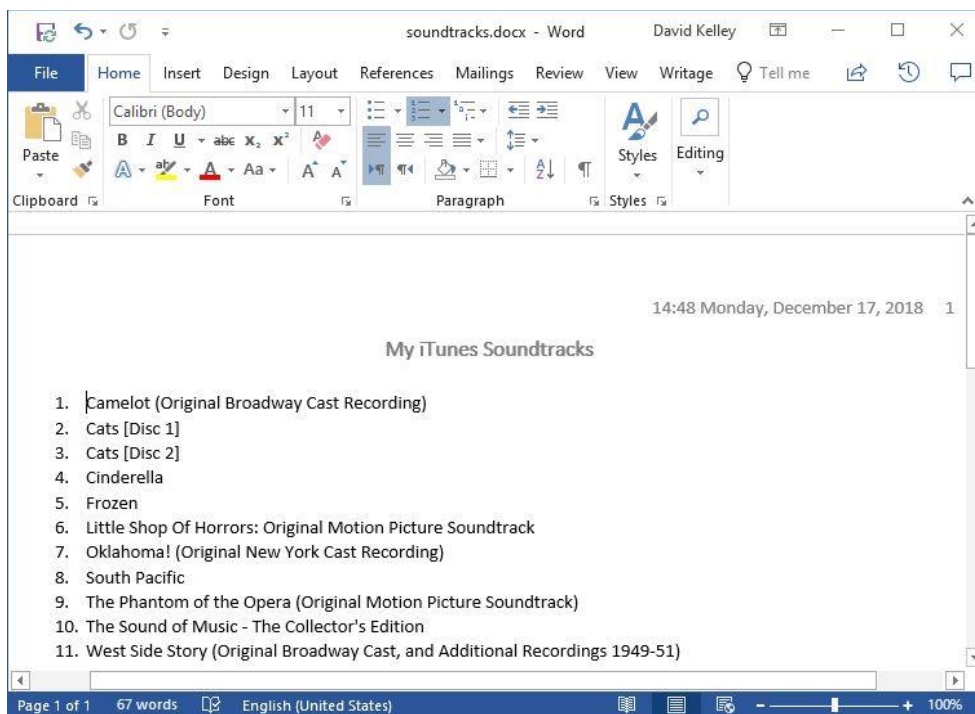 soundtracks.docx - Word David Kelley
File Home Insert Design Layout References Mailings Review View Writage Tell me
Calibri (Body) 11
B I U abc x₂ x²
Paste Styles Editing
A aby A Aa A A
Clipboard Font Paragraph Styles
14:48 Monday, December 17, 2018 1
My iTunes Soundtracks
1. Camelot (Original Broadway Cast Recording)
2. Cats [Disc 1]
3. Cats [Disc 2]
4. Cinderella
5. Frozen
6. Little Shop Of Horrors: Original Motion Picture Soundtrack
7. Oklahoma! (Original New York Cast Recording)
8. South Pacific
9. The Phantom of the Opera (Original Motion Picture Soundtrack)
10. The Sound of Music - The Collector's Edition
11. West Side Story (Original Broadway Cast, and Additional Recordings 1949-51)
Page 1 of 1 67 words English (United States) 100%